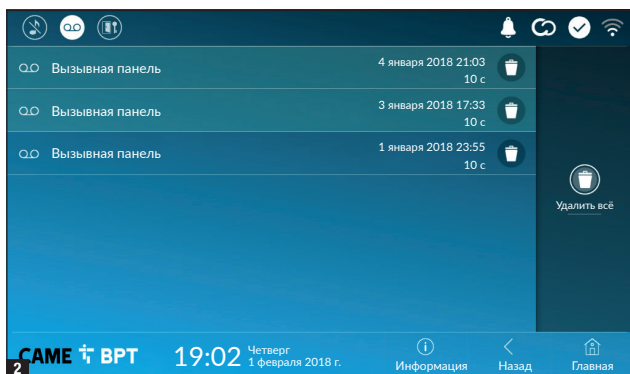 Вызывная панель 4 января 2018 21:03
10 с
Вызывная панель 3 января 2018 17:33
10 с
Вызывная панель 1 января 2018 23:55
10 с
Удалить всё
CAME BPT 19:02 Четверг
1 февраля 2018 г.
Информация Назад Главная
2